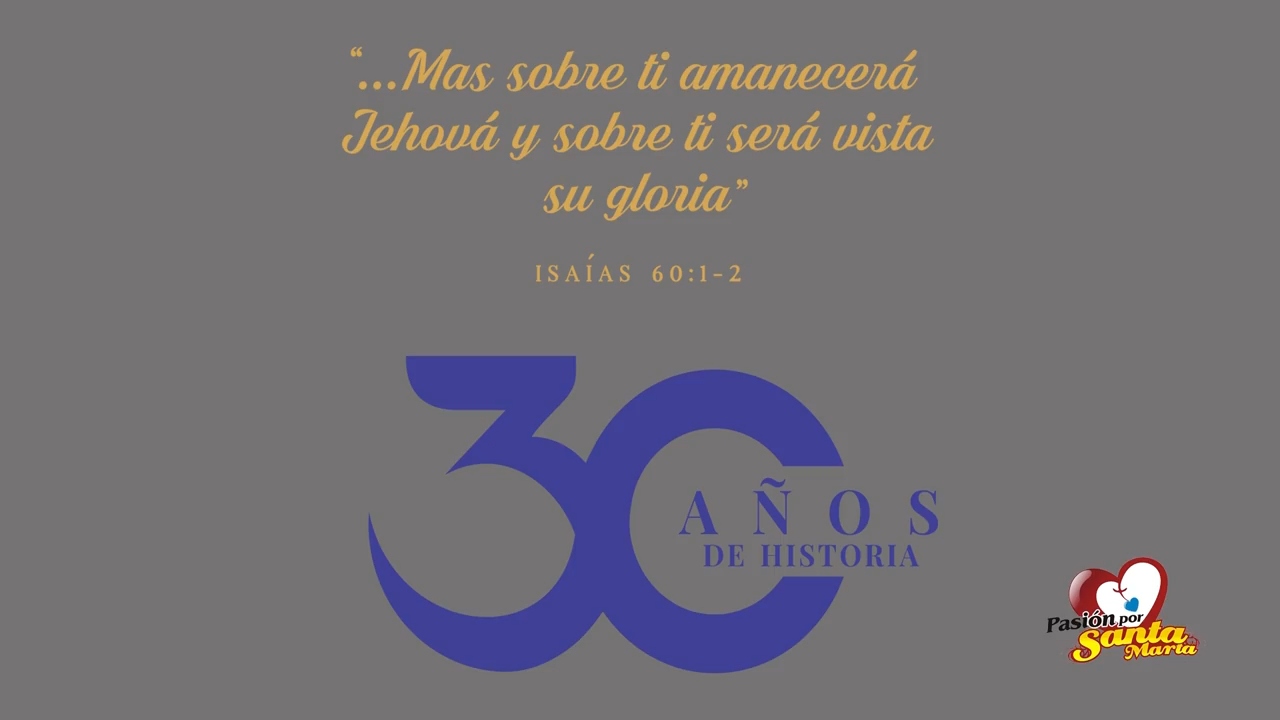 “...Mas sobre ti amanecerá
Jehová y sobre ti será vista
su gloria”
ISAÍAS 60:1-2
30
AÑOS
DE HISTORIA
Pasión por
Santa
María